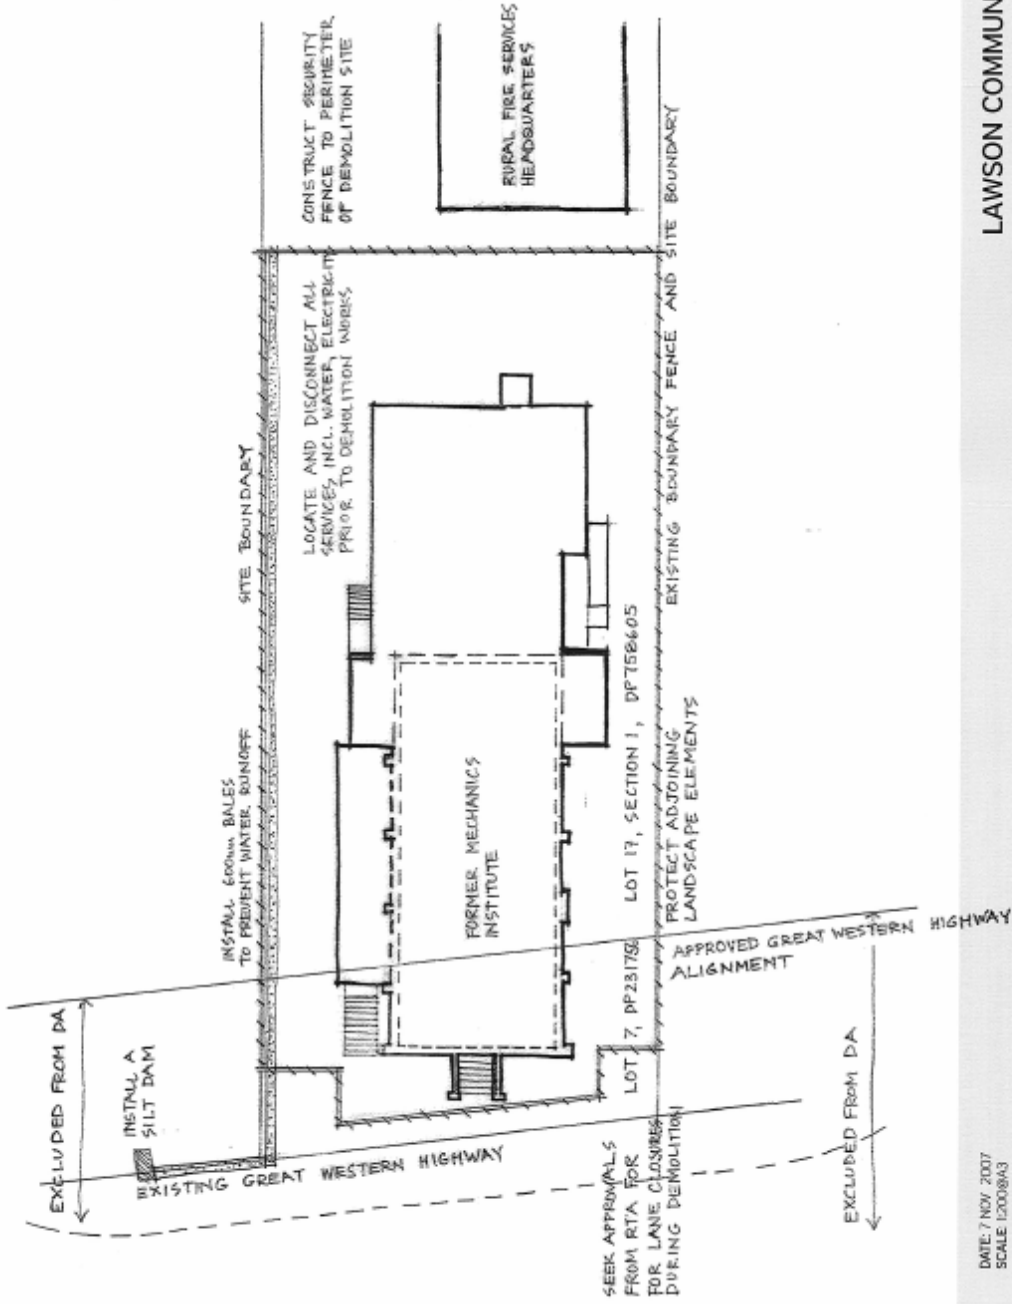 CONSTRUCT SECURITY
FENCE TO PERIMETER
OF DEMOLITION SITE
RURAL FIRE SERVICES
HEADQUARTERS
LOCATE AND DISCONNECT ALL
SERVICES INCL. WATER, ELECTRICITY
PRIOR TO DEMOLITION WORKS
SITE BOUNDARY
INSTALL 600mm BALES
TO PREVENT WATER RUNOFF
EXISTING BOUNDARY FENCE AND SITE BOUNDARY
FORMER MECHANICS
INSTITUTE
LOT 7, DP231756 LOT 17, SECTION 1, DP758605
PROTECT ADJOINING
LANDSCAPE ELEMENTS
APPROVED GREAT WESTERN HIGHWAY
ALIGNMENT
EXCLUDED FROM DA
INSTALL A
SILT DAM
EXISTING GREAT WESTERN HIGHWAY
SEEK APPROVALS
FROM RTA FOR
FOR LANE CLOSURES
DURING DEMOLITION
EXCLUDED FROM DA
LAWSON COMMUN
DATE: 7 NOV 2007
SCALE 1:200@A3